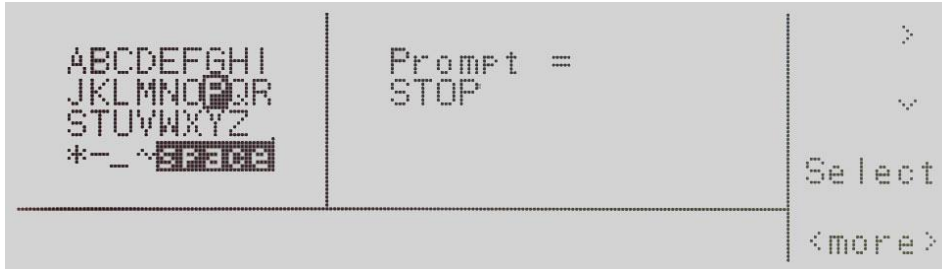 ABCDEFGHI
JKLMNOPQR
STUVWXYZ
*-_~space
Prompt =
STOP
>
v
Select
<more>